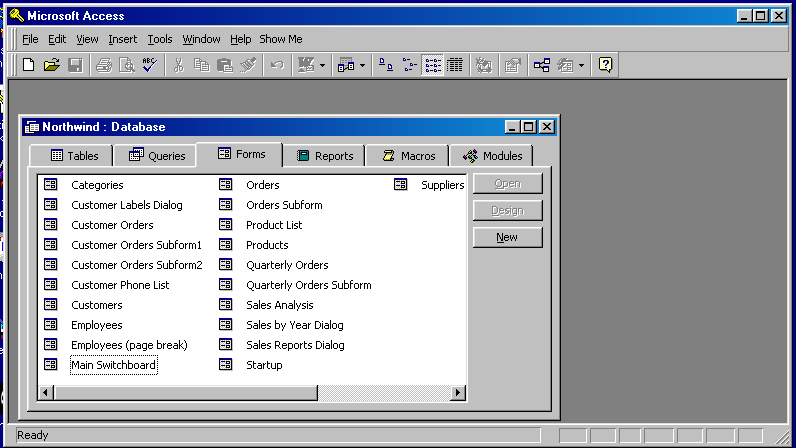 Microsoft Access
File Edit View Insert Tools Window Help Show Me
Northwind : Database
Tables Queries Forms Reports Macros Modules
Categories Orders Suppliers Open
Customer Labels Dialog Orders Subform Design
Customer Orders Product List New
Customer Orders Subform1 Products
Customer Orders Subform2 Quarterly Orders
Customer Phone List Quarterly Orders Subform
Customers Sales Analysis
Employees Sales by Year Dialog
Employees (page break) Sales Reports Dialog
Main Switchboard Startup
Ready